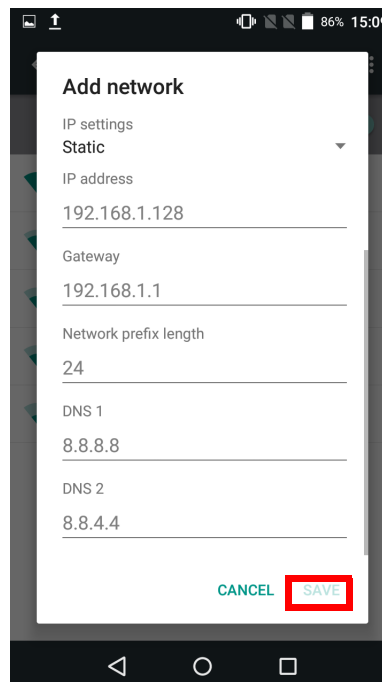 86% 15:09
Add network
IP settings
Static
IP address
192.168.1.128
Gateway
192.168.1.1
Network prefix length
24
DNS 1
8.8.8.8
DNS 2
8.8.4.4
CANCEL SAVE